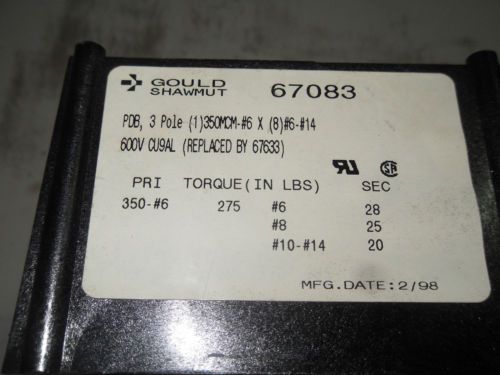 GOULD
SHAWMUT
67083
PDB, 3 Pole (1)350MCM-#6 X (8)#6-#14
600V CU9AL (REPLACED BY 67633)
PRI TORQUE(IN LBS) SEC
350-#6 275 #6 28
#8 25
#10-#14 20
MFG.DATE:2/98